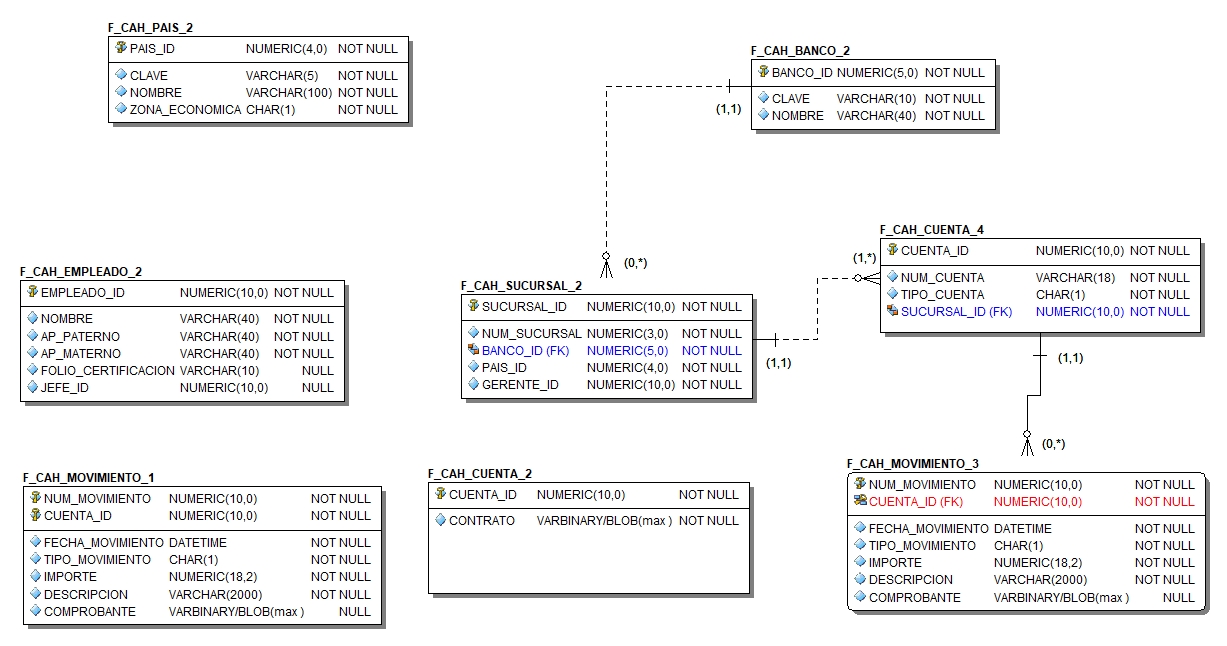 F_CAH_PAIS_2
PAIS_ID NUMERIC(4,0) NOT NULL
CLAVE VARCHAR(5) NOT NULL
NOMBRE VARCHAR(100) NOT NULL
ZONA_ECONOMICA CHAR(1) NOT NULL
F_CAH_BANCO_2
BANCO_ID NUMERIC(5,0) NOT NULL
CLAVE VARCHAR(10) NOT NULL
NOMBRE VARCHAR(40) NOT NULL
(1,1)
(0,*)
F_CAH_EMPLEADO_2
EMPLEADO_ID NUMERIC(10,0) NOT NULL
NOMBRE VARCHAR(40) NOT NULL
AP_PATERNO VARCHAR(40) NOT NULL
AP_MATERNO VARCHAR(40) NOT NULL
FOLIO_CERTIFICACION VARCHAR(10) NULL
JEFE_ID NUMERIC(10,0) NULL
F_CAH_SUCURSAL_2
SUCURSAL_ID NUMERIC(10,0) NOT NULL
NUM_SUCURSAL NUMERIC(3,0) NOT NULL
BANCO_ID (FK) NUMERIC(5,0) NOT NULL
PAIS_ID NUMERIC(4,0) NOT NULL
GERENTE_ID NUMERIC(10,0) NOT NULL
(1,1)
(1,*)
F_CAH_CUENTA_4
CUENTA_ID NUMERIC(10,0) NOT NULL
NUM_CUENTA VARCHAR(18) NOT NULL
TIPO_CUENTA CHAR(1) NOT NULL
SUCURSAL_ID (FK) NUMERIC(10,0) NOT NULL
(1,1)
(0,*)
F_CAH_MOVIMIENTO_1
NUM_MOVIMIENTO NUMERIC(10,0) NOT NULL
CUENTA_ID NUMERIC(10,0) NOT NULL
FECHA_MOVIMIENTO DATETIME NOT NULL
TIPO_MOVIMIENTO CHAR(1) NOT NULL
IMPORTE NUMERIC(18,2) NOT NULL
DESCRIPCION VARCHAR(2000) NOT NULL
COMPROBANTE VARBINARY/BLOB(max ) NULL
F_CAH_CUENTA_2
CUENTA_ID NUMERIC(10,0) NOT NULL
CONTRATO VARBINARY/BLOB(max ) NOT NULL
F_CAH_MOVIMIENTO_3
NUM_MOVIMIENTO NUMERIC(10,0) NOT NULL
CUENTA_ID (FK) NUMERIC(10,0) NOT NULL
FECHA_MOVIMIENTO DATETIME NOT NULL
TIPO_MOVIMIENTO CHAR(1) NOT NULL
IMPORTE NUMERIC(18,2) NOT NULL
DESCRIPCION VARCHAR(2000) NOT NULL
COMPROBANTE VARBINARY/BLOB(max ) NULL